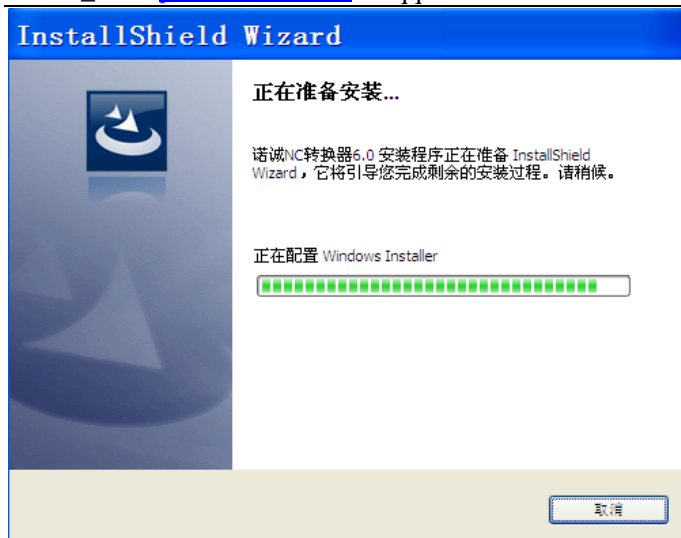 InstallShield Wizard
正在准备安装...
诺诚NC转换器6.0 安装程序正在准备 InstallShield
Wizard，它将引导您完成剩余的安装过程。请稍候。
正在配置 Windows Installer
取消